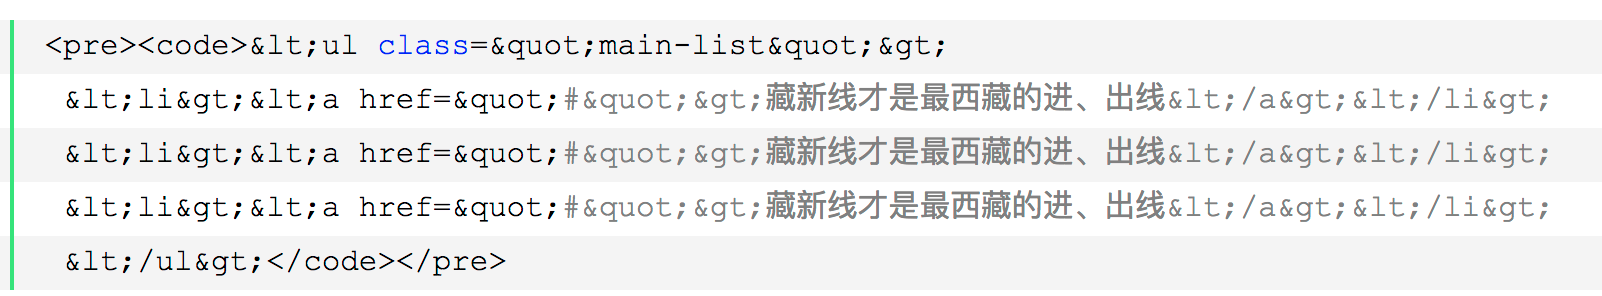 <pre><code>&lt;ul class=&quot;main-list&quot;&gt;
&lt;li&gt;&lt;a href=&quot;#&quot;&gt;藏新线才是最西藏的进、出线&lt;/a&gt;&lt;/li&gt;
&lt;li&gt;&lt;a href=&quot;#&quot;&gt;藏新线才是最西藏的进、出线&lt;/a&gt;&lt;/li&gt;
&lt;li&gt;&lt;a href=&quot;#&quot;&gt;藏新线才是最西藏的进、出线&lt;/a&gt;&lt;/li&gt;
&lt;/ul&gt;</code></pre>